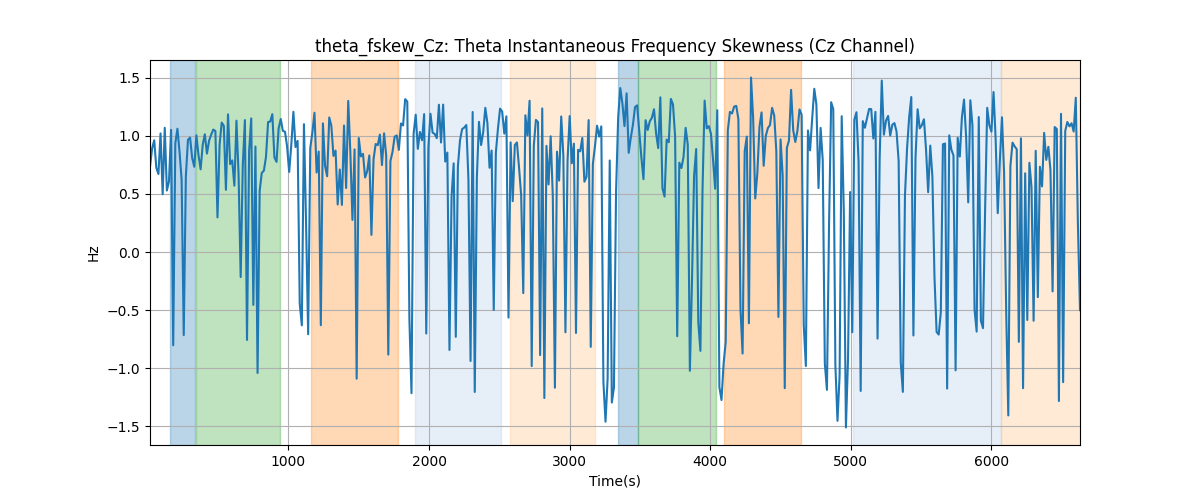 theta_fskew_Cz: Theta Instantaneous Frequency Skewness (Cz Channel)
1.5
1.0
0.5
0.0
−0.5
−1.0
−1.5
Hz
1000 2000 3000 4000 5000 6000
Time(s)